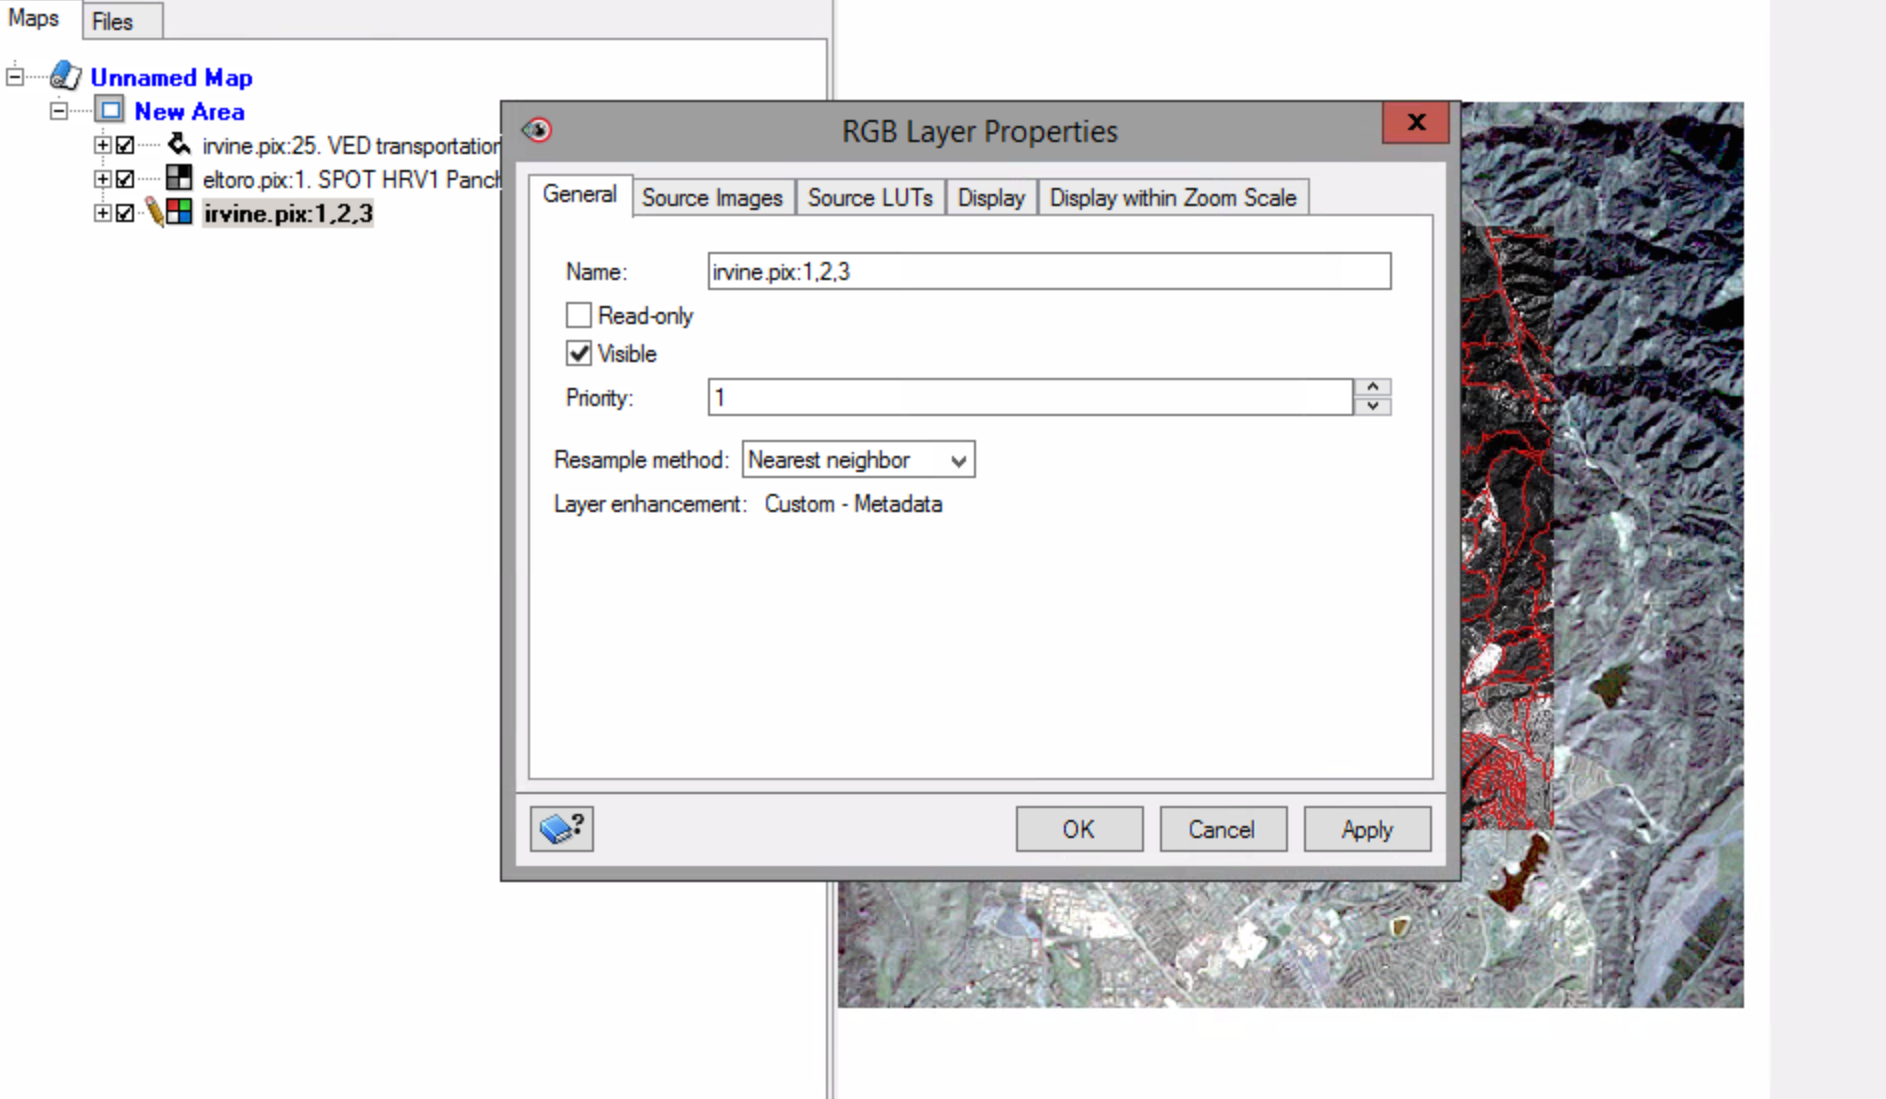 Maps Files
Unnamed Map
New Area
irvine.pix:25. VED transportation
eltoro.pix:1. SPOT HRV1 Panch
irvine.pix:1,2,3
RGB Layer Properties
X
General Source Images Source LUTs Display Display within Zoom Scale
Name: irvine.pix:1,2,3
Read-only
Visible
Priority: 1
Resample method: Nearest neighbor
Layer enhancement: Custom - Metadata
? OK Cancel Apply